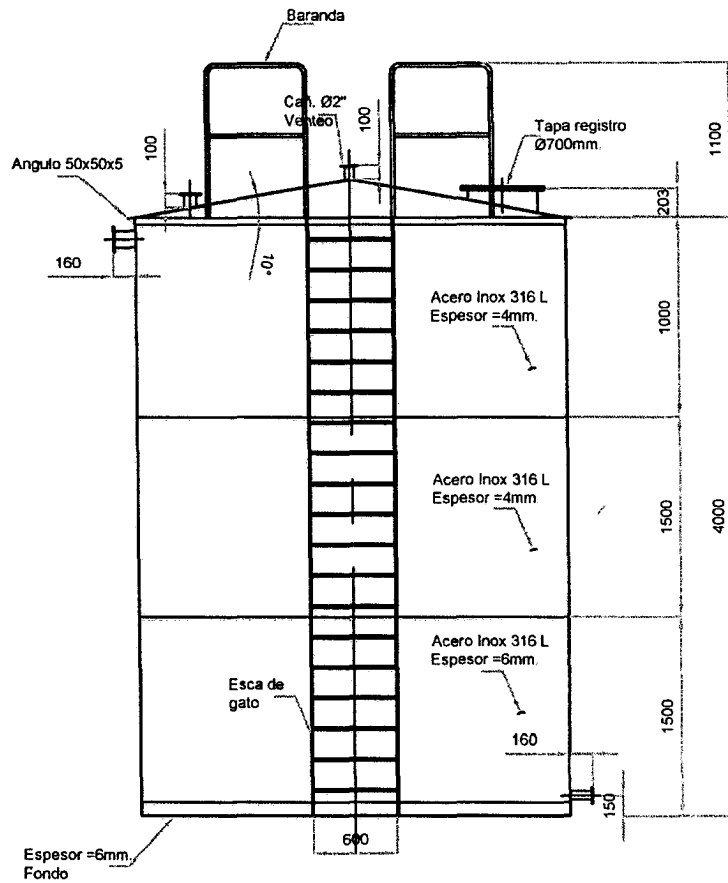 Baranda
Cañ. Ø2"
Venteo
100
100
Tapa registro
Ø700mm.
1100
Angulo 50x50x5
203
160
10°
Acero Inox 316 L
Espesor =4mm.
1000
Acero Inox 316 L
Espesor =4mm
1500
4000
Acero Inox 316 L
Espesor =6mm.
Esca de
gato
1500
160
150
600
Espesor =6mm.
Fondo